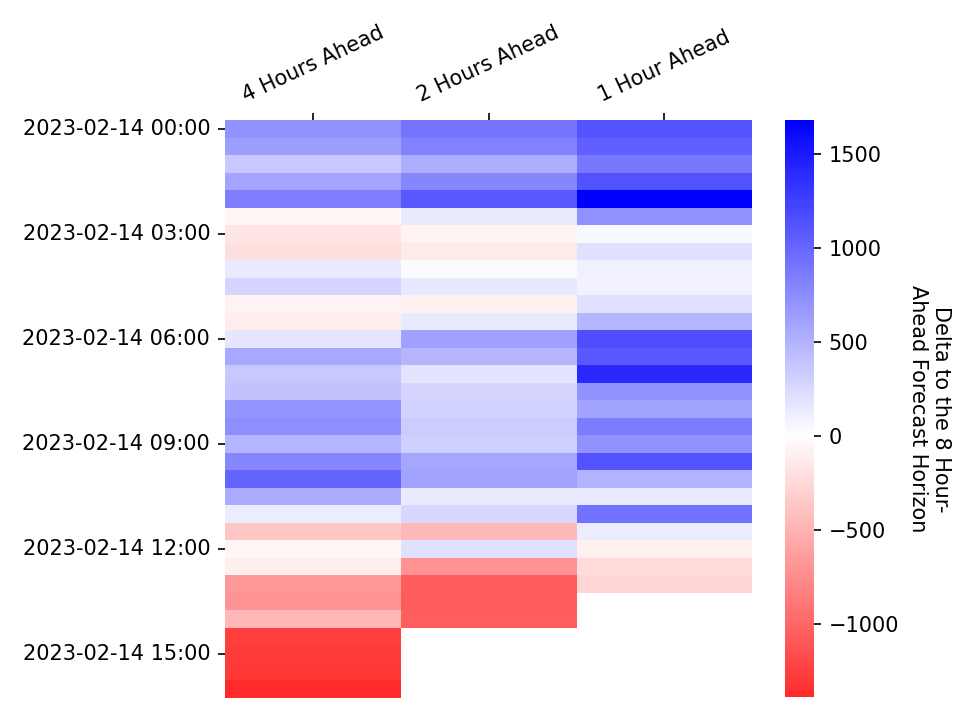 4 Hours Ahead
2 Hours Ahead
1 Hour Ahead
2023-02-14 00:00
2023-02-14 03:00
2023-02-14 06:00
2023-02-14 09:00
2023-02-14 12:00
2023-02-14 15:00
1500
1000
500
0
−500
−1000
Delta to the 8 Hour-
Ahead Forecast Horizon